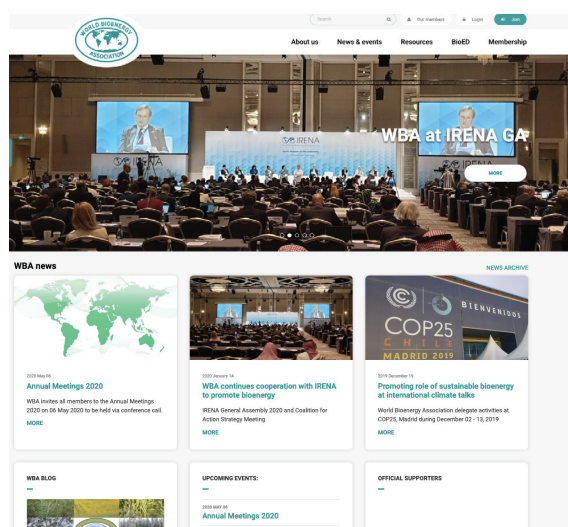 WORLD BIOENERGY
ASSOCIATION
Search
Our members
Login
Join
About us
News & events
Resources
BioED
Membership
IRENA
IRENA
IRENA
WBA at IRENA GA
MORE
WBA news
NEWS ARCHIVE
2020 May 06
Annual Meetings 2020
WBA invites all members to the Annual Meetings
2020 on 06 May 2020 to be held via conference call.
MORE
2020 January 14
WBA continues cooperation with IRENA
to promote bioenergy
IRENA General Assembly 2020 and Coalition for
Action Strategy Meeting
MORE
BIENVENIDOS
COP25
CHILE
MADRID 2019
2019 December 19
Promoting role of sustainable bioenergy
at international climate talks
World Bioenergy Association delegate activities at
COP25, Madrid during December 02 - 13, 2019
MORE
WBA BLOG
UPCOMING EVENTS:
2020 MAY 06
Annual Meetings 2020
OFFICIAL SUPPORTERS